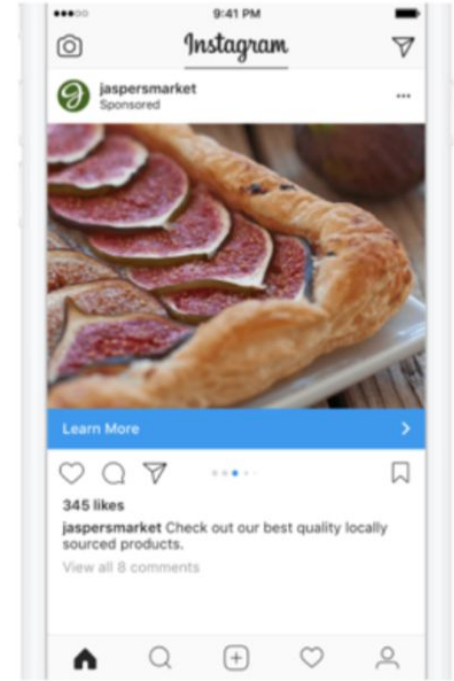 9:41 PM
Instagram
jaspersmarket
Sponsored
Learn More
345 likes
jaspersmarket Check out our best quality locally
sourced products.
View all 8 comments